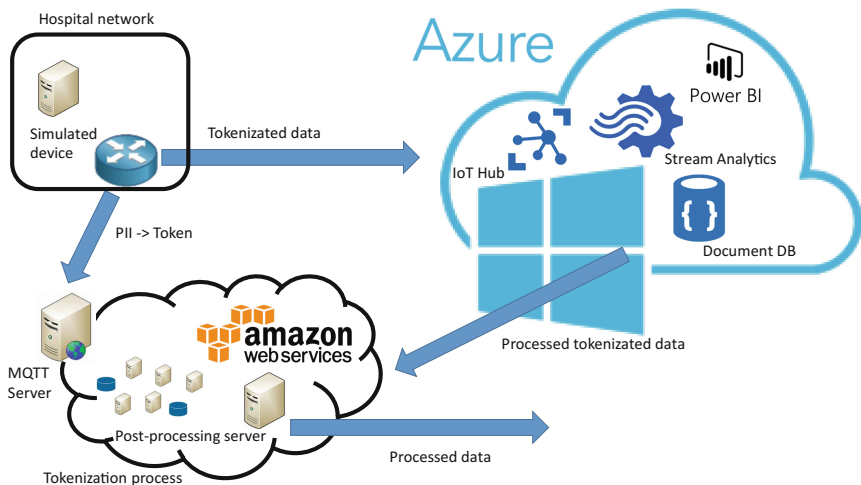 Hospital network
Simulated
device
Tokenizated data
PII -> Token
Azure
Power BI
IoT Hub
Stream Analytics
{ }
Document DB
Processed tokenizated data
MQTT
Server
amazon
web services
Post-processing server
Tokenization process
Processed data